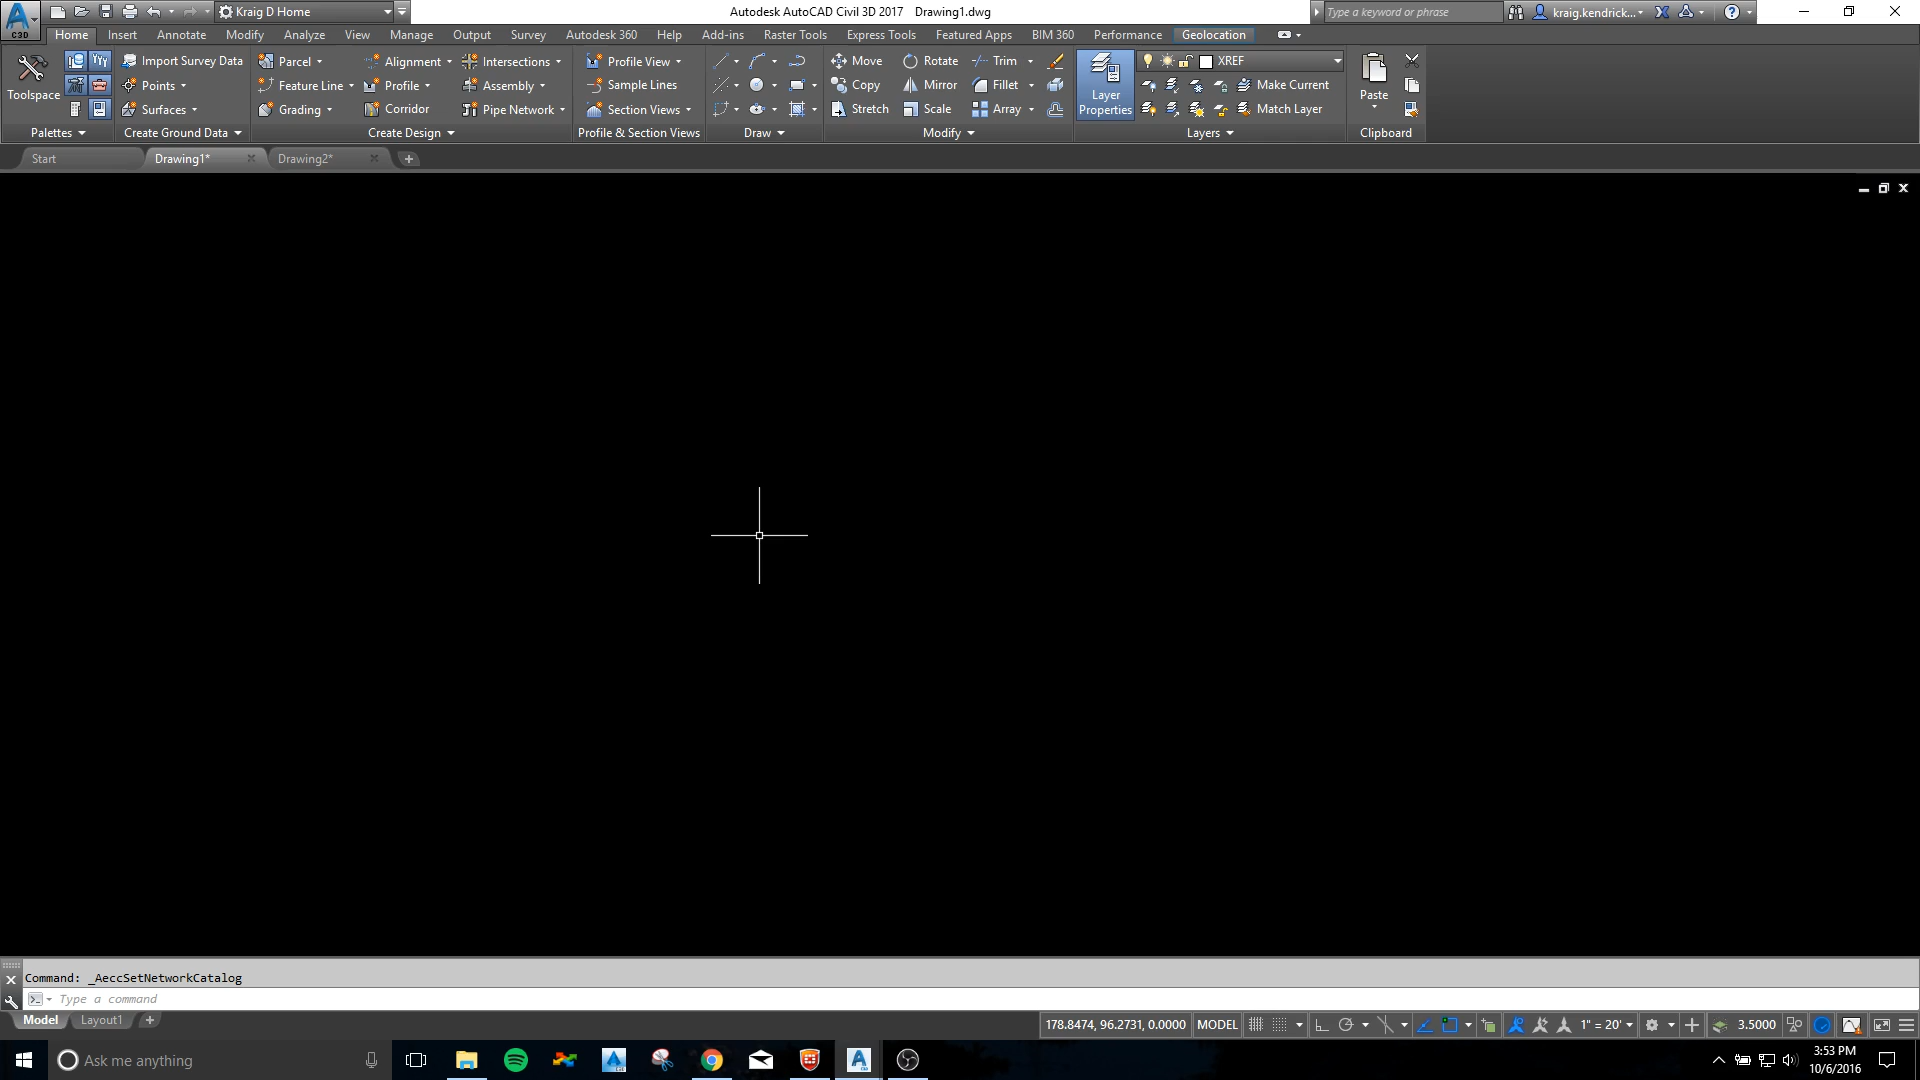 Kraig D Home
Autodesk AutoCAD Civil 3D 2017 Drawing1.dwg
Type a keyword or phrase
kraig.kendrick...
C3D
Home Insert Annotate Modify Analyze View Manage Output Survey Autodesk 360 Help Add-ins Raster Tools Express Tools Featured Apps BIM 360 Performance Geolocation
Toolspace
Import Survey Data
Points
Surfaces
Parcel
Feature Line
Grading
Alignment
Profile
Corridor
Intersections
Assembly
Pipe Network
Profile View
Sample Lines
Section Views
Move
Copy
Stretch
Rotate
Mirror
Scale
Trim
Fillet
Array
Layer
Properties
XREF
Make Current
Match Layer
Paste
Palettes
Create Ground Data
Create Design
Profile & Section Views
Draw
Modify
Layers
Clipboard
Start
Drawing1*
Drawing2*
Command: _AeccSetNetworkCatalog
Type a command
Model
Layout1
178.8474, 96.2731, 0.0000 MODEL
1" = 20'
3.5000
Ask me anything
3:53 PM
10/6/2016